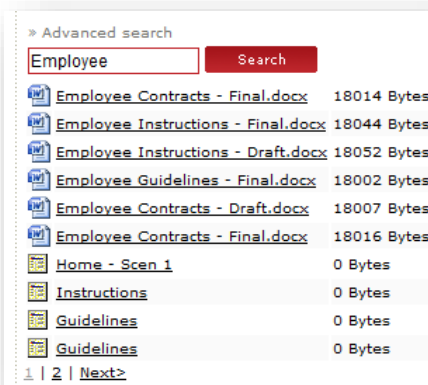 » Advanced search
Employee Search
Employee Contracts - Final.docx 18014 Bytes
Employee Instructions - Final.docx 18044 Bytes
Employee Instructions - Draft.docx 18052 Bytes
Employee Guidelines - Final.docx 18002 Bytes
Employee Contracts - Draft.docx 18007 Bytes
Employee Contracts - Final.docx 18016 Bytes
Home - Scen 1 0 Bytes
Instructions 0 Bytes
Guidelines 0 Bytes
Guidelines 0 Bytes
1 | 2 | Next>